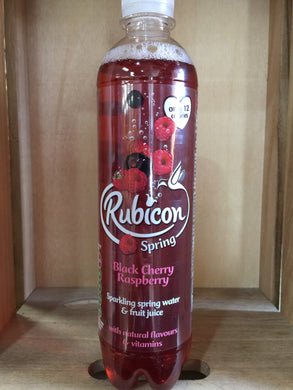 only 12
calories
Rubicon
Spring
Black Cherry
Raspberry
Sparkling spring water
& fruit juice
with natural flavours
& vitamins